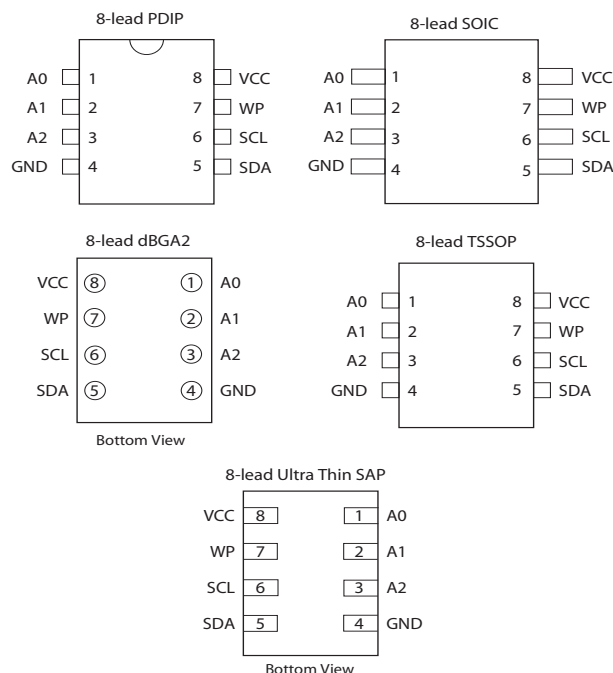 8-lead PDIP
A0 1 8 VCC
A1 2 7 WP
A2 3 6 SCL
GND 4 5 SDA
8-lead SOIC
A0 1 8 VCC
A1 2 7 WP
A2 3 6 SCL
GND 4 5 SDA
8-lead dBGA2
VCC 8 1 A0
WP 7 2 A1
SCL 6 3 A2
SDA 5 4 GND
Bottom View
8-lead TSSOP
A0 1 8 VCC
A1 2 7 WP
A2 3 6 SCL
GND 4 5 SDA
8-lead Ultra Thin SAP
VCC 8 1 A0
WP 7 2 A1
SCL 6 3 A2
SDA 5 4 GND
Bottom View